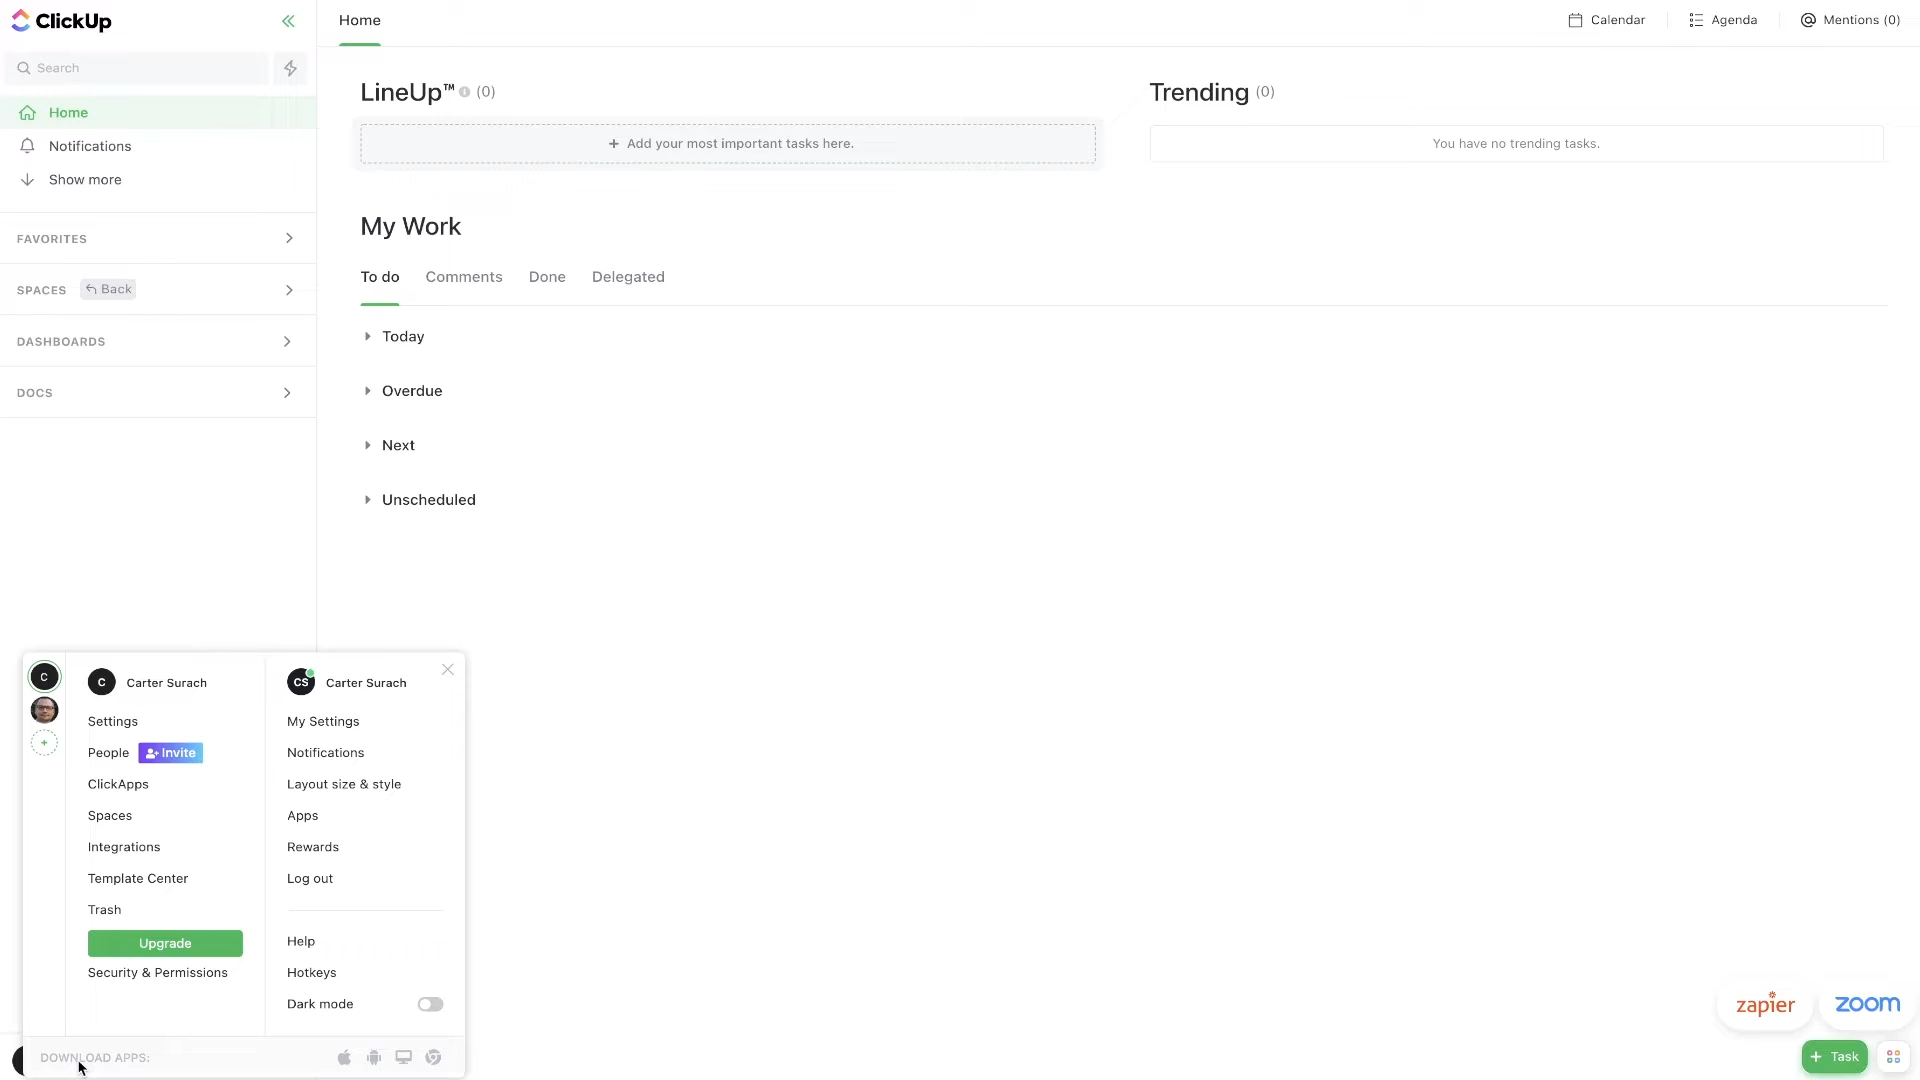 ClickUp
Search
Home
Notifications
Show more
FAVORITES
SPACES Back
DASHBOARDS
DOCS
Home
Calendar
Agenda
Mentions (0)
LineUp™ (0)
+ Add your most important tasks here.
Trending (0)
You have no trending tasks.
My Work
To do Comments Done Delegated
Today
Overdue
Next
Unscheduled
C
+
C Carter Surach
Settings
People Invite
ClickApps
Spaces
Integrations
Template Center
Trash
Upgrade
Security & Permissions
CS Carter Surach
My Settings
Notifications
Layout size & style
Apps
Rewards
Log out
Help
Hotkeys
Dark mode
DOWNLOAD APPS:
zapier
zoom
+ Task